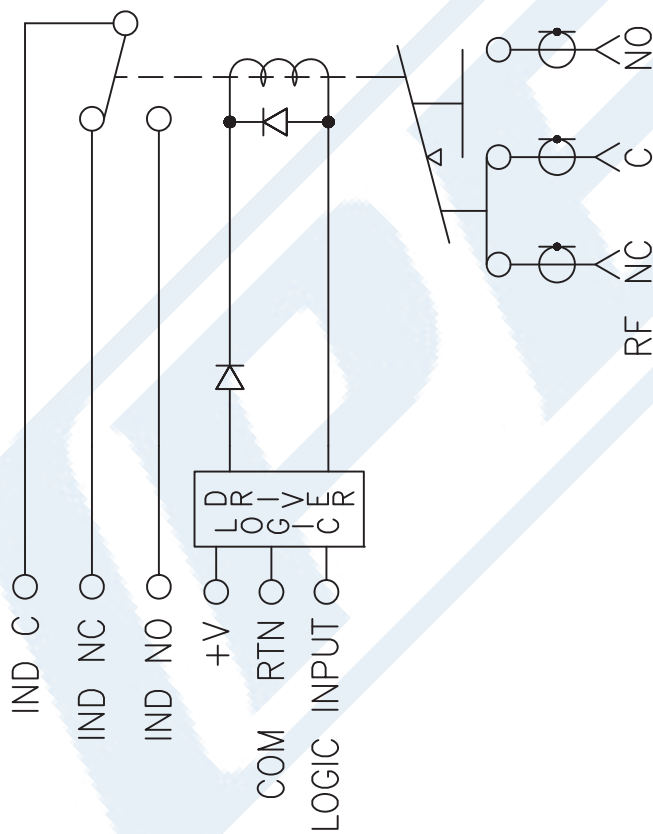 IND C
IND NC
IND NO
+V
COM RTN
LOGIC INPUT
LOGIC
DRIVER
NO
C
NC
RF